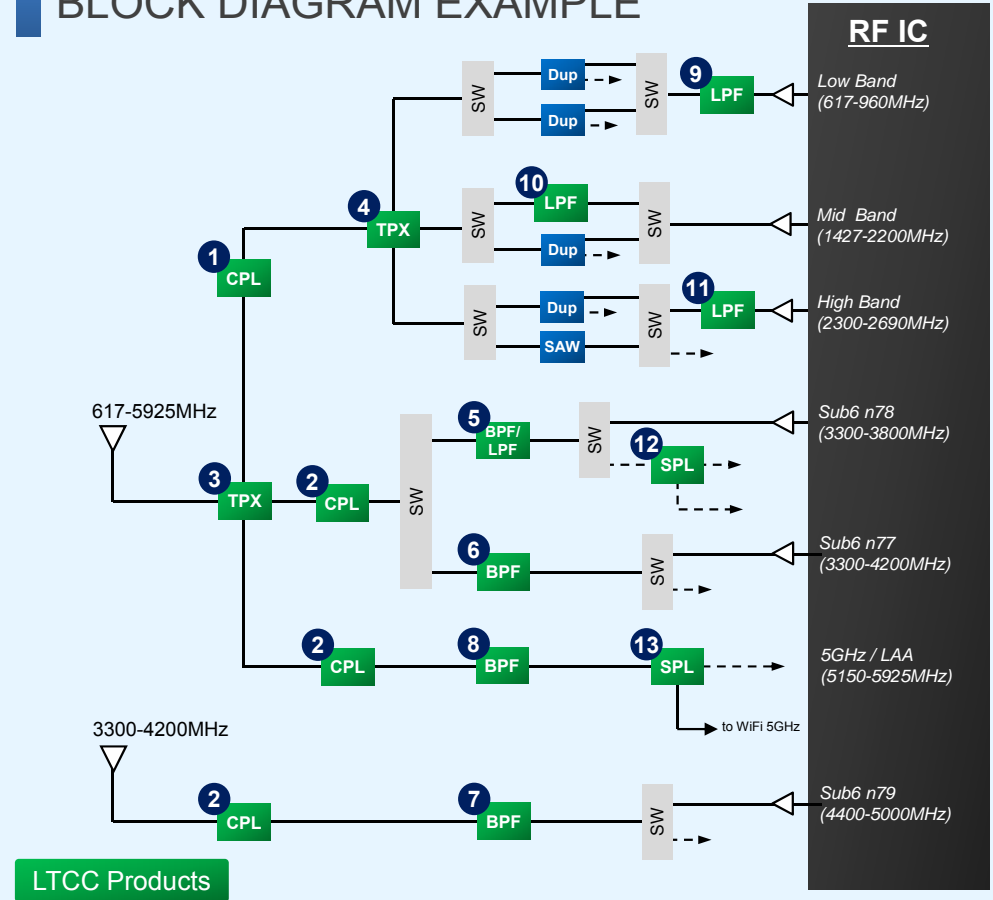 BLOCK DIAGRAM EXAMPLE
RF IC
SW
Dup
Dup
SW
9
LPF
Low Band
(617-960MHz)
4
TPX
SW
10
LPF
Dup
SW
Mid Band
(1427-2200MHz)
1
CPL
SW
Dup
SAW
SW
11
LPF
High Band
(2300-2690MHz)
617-5925MHz
3
TPX
2
CPL
SW
5
BPF/
LPF
SW
12
SPL
Sub6 n78
(3300-3800MHz)
6
BPF
SW
Sub6 n77
(3300-4200MHz)
2
CPL
8
BPF
13
SPL
5GHz / LAA
(5150-5925MHz)
to WiFi 5GHz
3300-4200MHz
2
CPL
7
BPF
SW
Sub6 n79
(4400-5000MHz)
LTCC Products